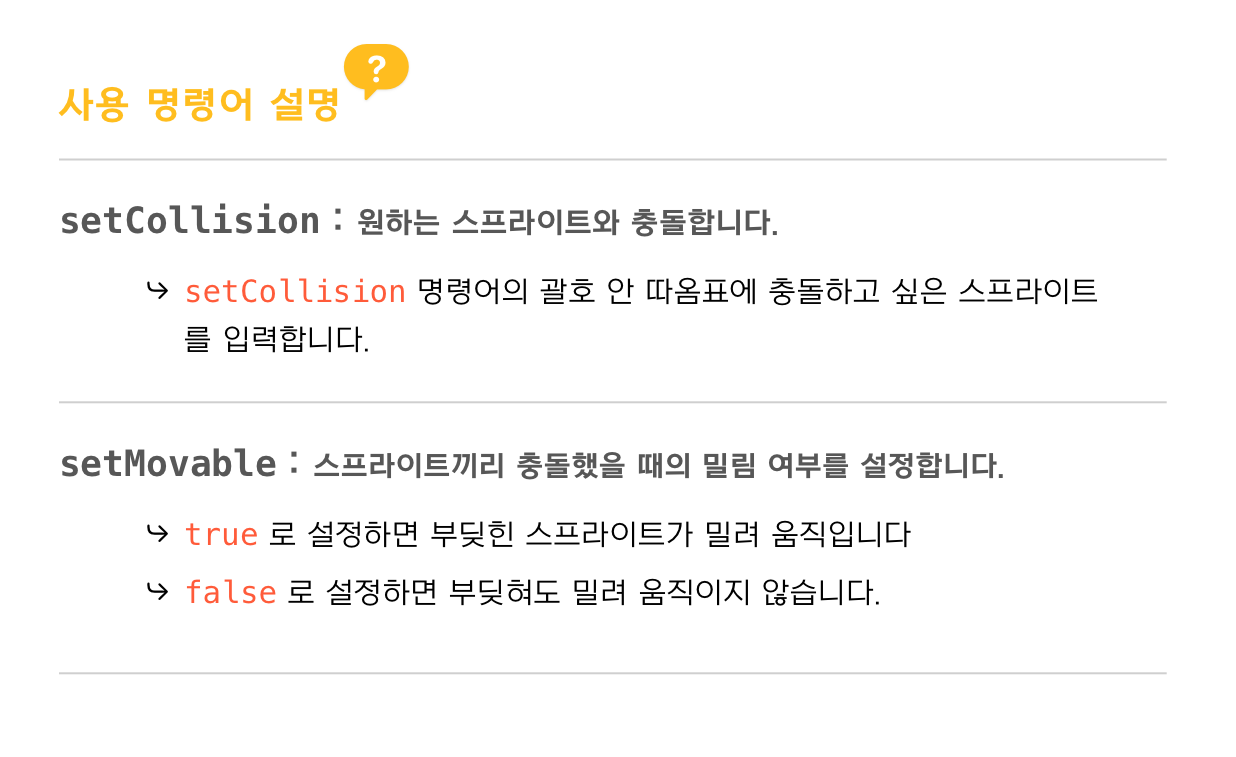 사용 명령어 설명 ?
setCollision : 원하는 스프라이트와 충돌합니다.
↪ setCollision 명령어의 괄호 안 따옴표에 충돌하고 싶은 스프라이트
를 입력합니다.
setMovable : 스프라이트끼리 충돌했을 때의 밀림 여부를 설정합니다.
↪ true 로 설정하면 부딪힌 스프라이트가 밀려 움직입니다
↪ false 로 설정하면 부딪혀도 밀려 움직이지 않습니다.